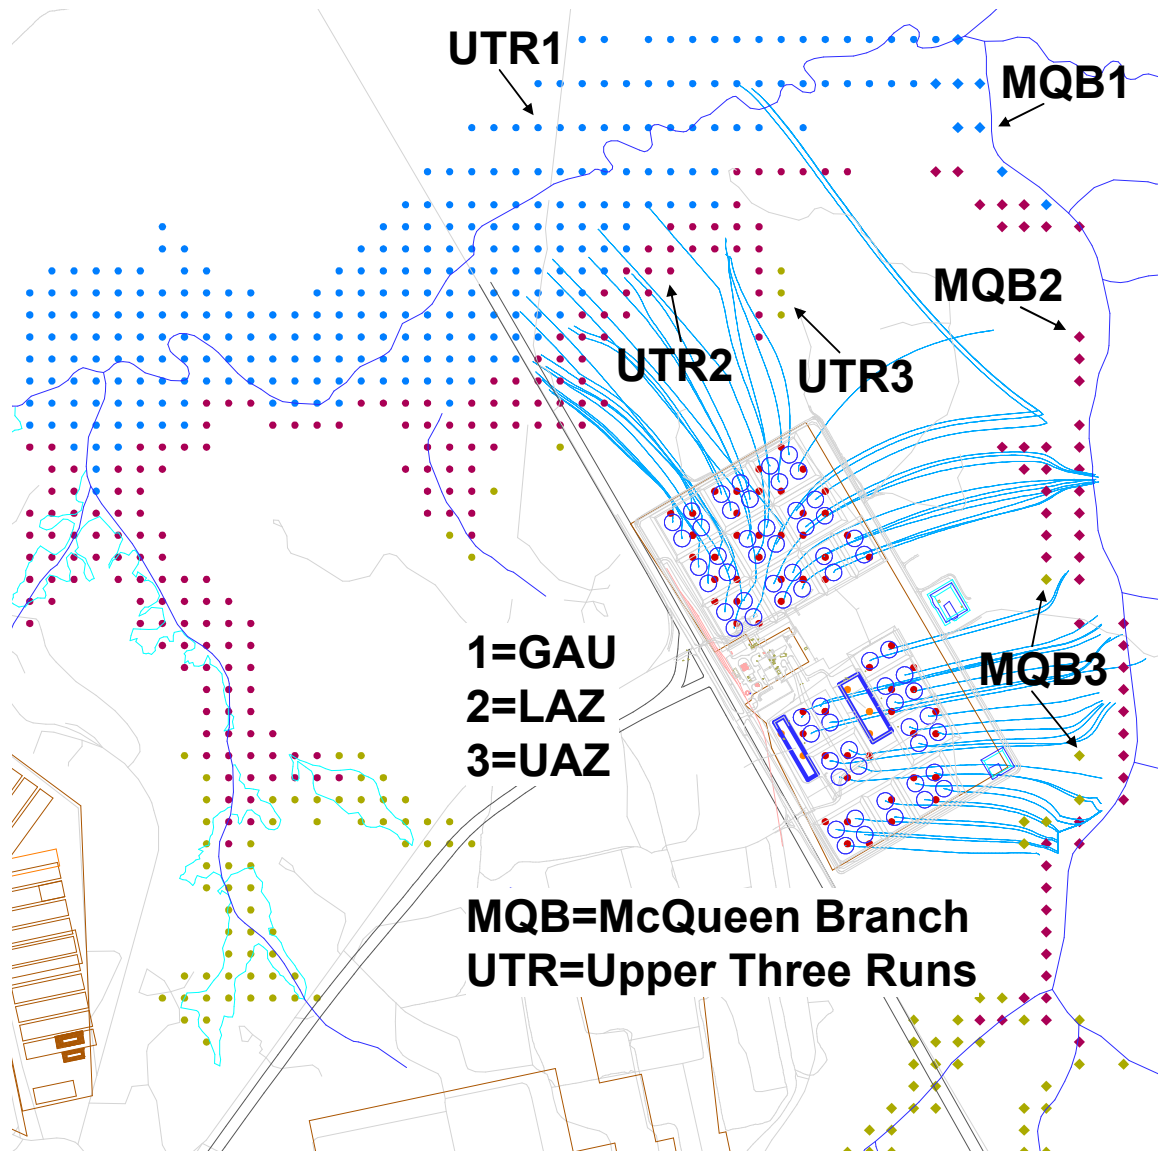 UTR1
MQB1
MQB2
UTR2
UTR3
1=GAU
MQB3
2=LAZ
3=UAZ
MQB=McQueen Branch
UTR=Upper Three Runs